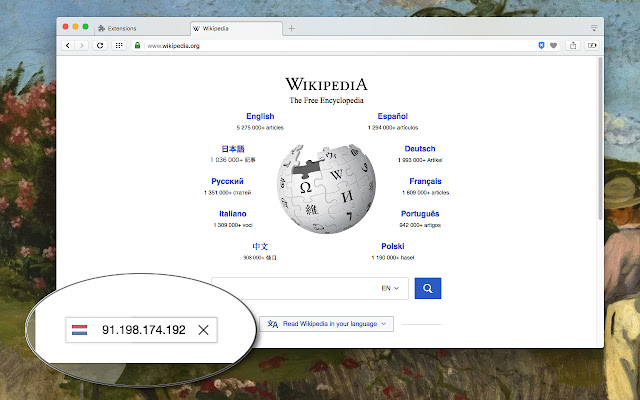 Extensions
Wikipedia
www.wikipedia.org
WIKIPEDIA
The Free Encyclopedia
English
5 275 000+ articles
Español
1 294 000+ artículos
日本語
1 036 000+ 記事
Deutsch
1 993 000+ Artikel
Русский
1 351 000+ статей
Français
1 809 000+ articles
Italiano
1 309 000+ voci
Português
942 000+ artigos
中文
908 000+ 條目
Polski
1 190 000+ haseł
Ω
W
И
維
EN
Read Wikipedia in your language
91.198.174.192